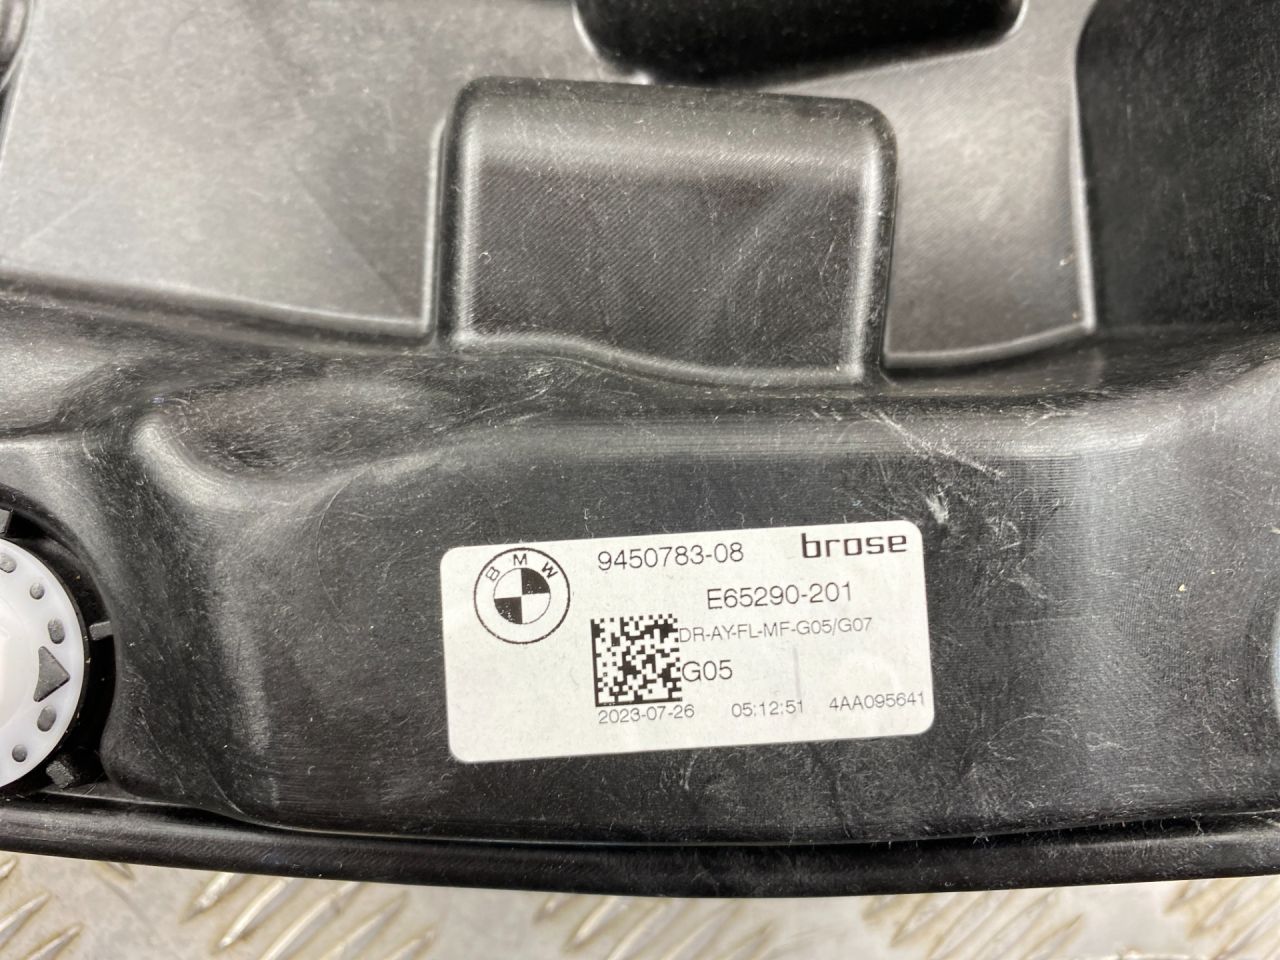 BMW
9450783-08
brose
E65290-201
DR-AY-FL-MF-G05/G07
G05
2023-07-26 05:12:51 4AA095641